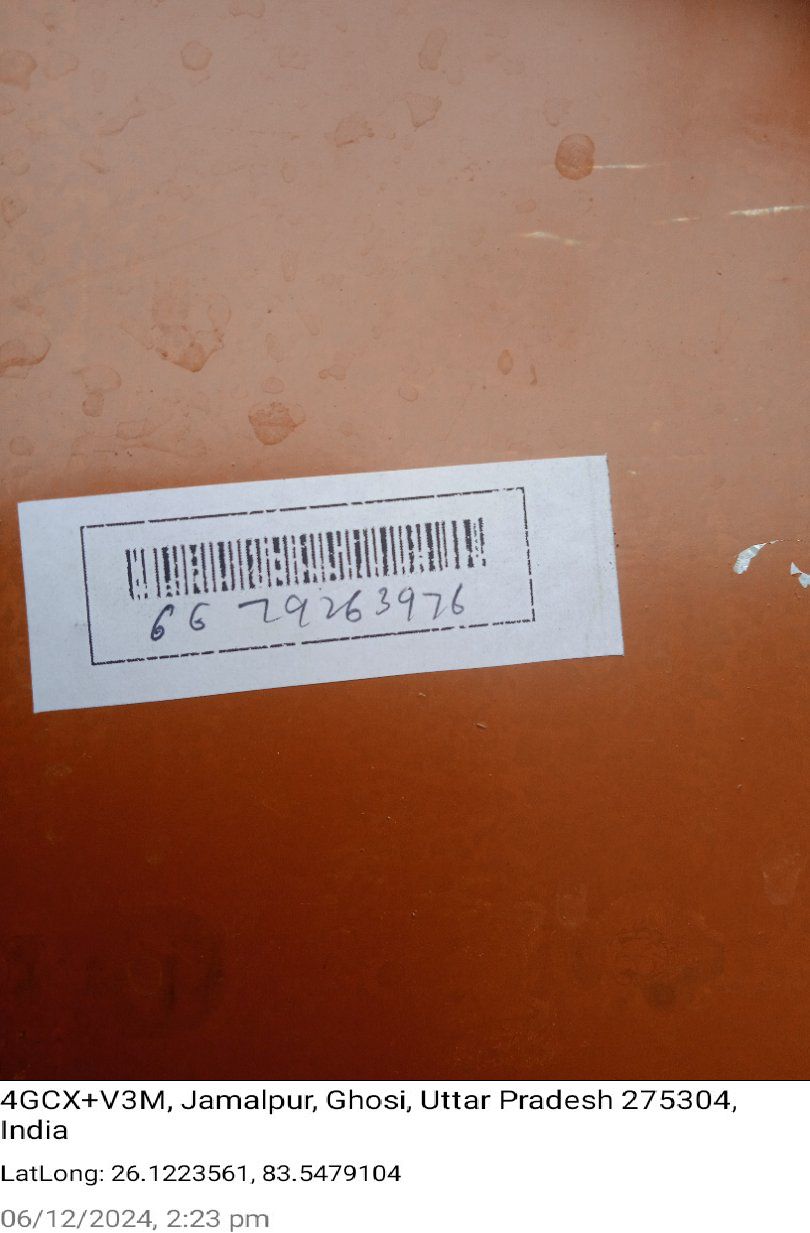 66 79263976
4GCX+V3M, Jamalpur, Ghosi, Uttar Pradesh 275304,
India
LatLong: 26.1223561, 83.5479104
06/12/2024, 2:23 pm